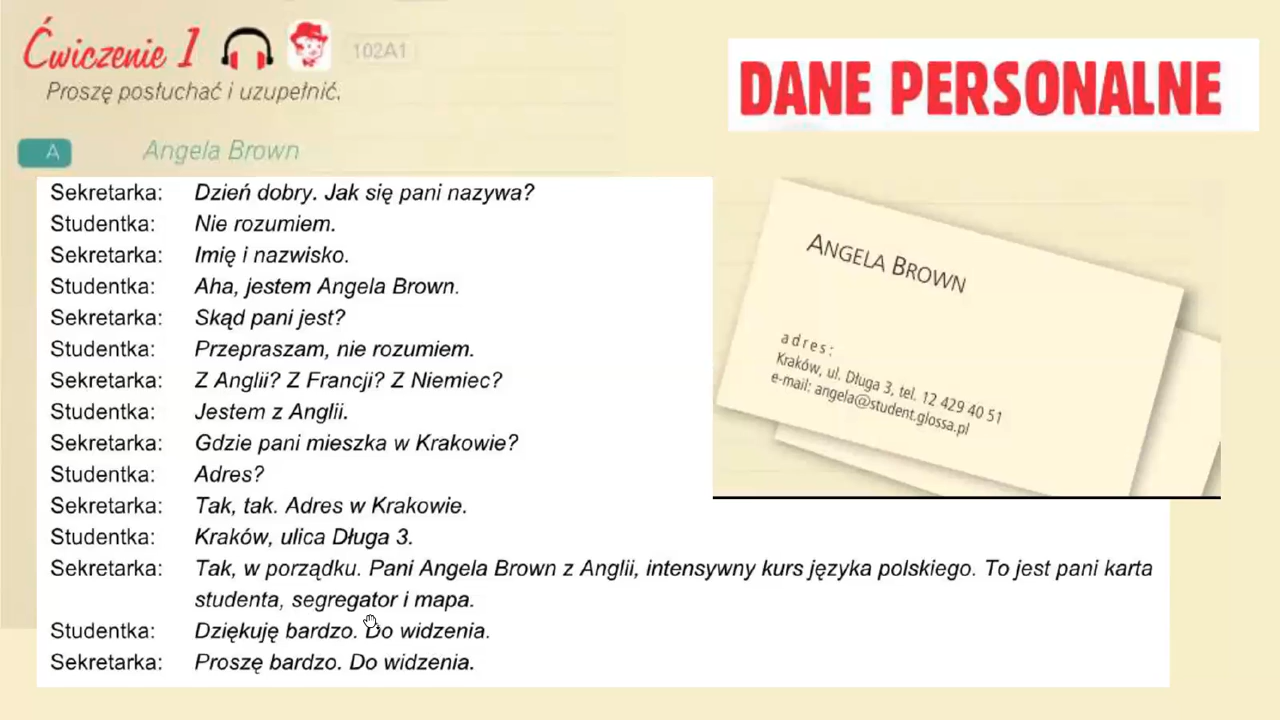 Ćwiczenie 1
102A1
Proszę posłuchać i uzupełnić.
DANE PERSONALNE
A Angela Brown
Sekretarka: Dzień dobry. Jak się pani nazywa?
Studentka: Nie rozumiem.
Sekretarka: Imię i nazwisko.
Studentka: Aha, jestem Angela Brown.
Sekretarka: Skąd pani jest?
Studentka: Przepraszam, nie rozumiem.
Sekretarka: Z Anglii? Z Francji? Z Niemiec?
Studentka: Jestem z Anglii.
Sekretarka: Gdzie pani mieszka w Krakowie?
Studentka: Adres?
Sekretarka: Tak, tak. Adres w Krakowie.
Studentka: Kraków, ulica Długa 3.
Sekretarka: Tak, w porządku. Pani Angela Brown z Anglii, intensywny kurs języka polskiego. To jest pani karta
studenta, segregator i mapa.
Studentka: Dziękuję bardzo. Do widzenia.
Sekretarka: Proszę bardzo. Do widzenia.
ANGELA BROWN
adres:
Kraków, ul. Długa 3, tel. 12 429 40 51
e-mail: angela@student.glossa.pl